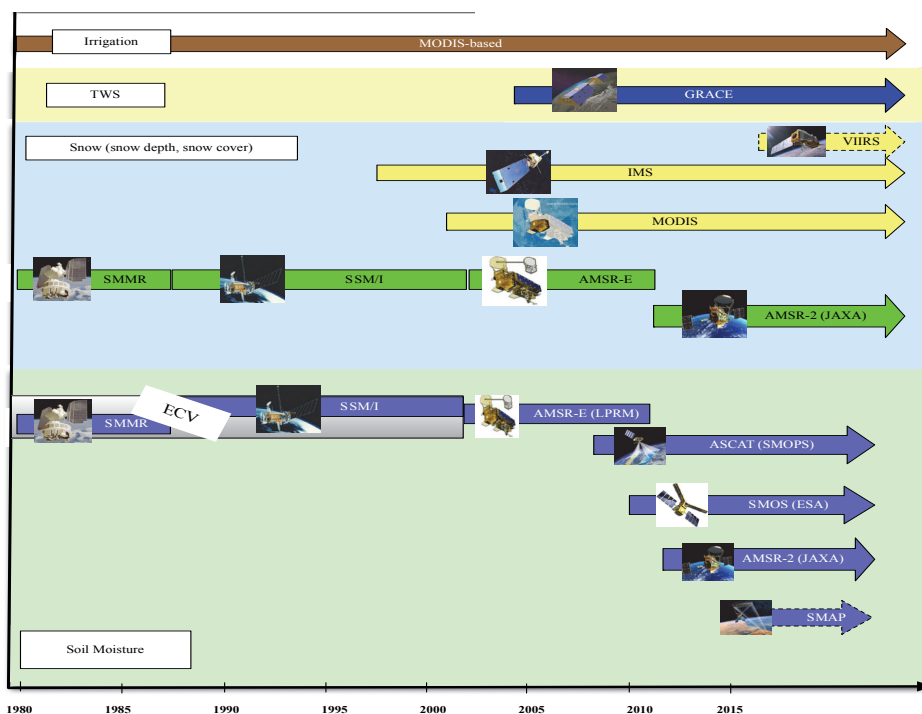 Irrigation
MODIS-based
TWS
GRACE
Snow (snow depth, snow cover)
VIIRS
IMS
MODIS
SMMR
SSM/I
AMSR-E
AMSR-2 (JAXA)
ECV
SSM/I
SMMR
AMSR-E (LPRM)
ASCAT (SMOPS)
SMOS (ESA)
AMSR-2 (JAXA)
SMAP
Soil Moisture
1980 1985 1990 1995 2000 2005 2010 2015